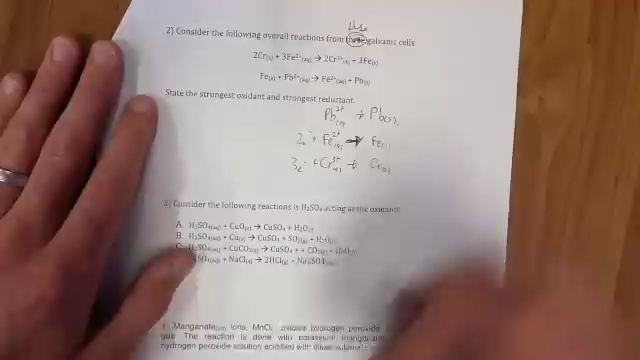 2) Consider the following overall reactions from galvanic cells
2Cr(s) + 3Fe²⁺(aq) → 2Cr³⁺(aq) + 3Fe(s)
Fe(s) + Pb²⁺(aq) → Fe²⁺(aq) + Pb(s)
State the strongest oxidant and strongest reductant.
Pb²⁺(aq) → Pb(s)
2e⁻ + Fe²⁺(aq) → Fe(s)
3e⁻ + Cr³⁺(aq) → Cr(s)
3) Consider the following reactions is H₂SO₄ acting as the oxidant
A. H₂SO₄(aq) + CuO(s) → CuSO₄ + H₂O(l)
B. H₂SO₄(aq) + Cu(s) → CuSO₄ + SO₂(g) + H₂O(l)
C. H₂SO₄(aq) + CuCO₃(s) → CuSO₄ + + CO₂(g) + H₂O(l)
SO₄(aq) + NaCl(s) → 2HCl(g) + Na₂SO₄
Manganate ions, MnO₄ oxidise hydrogen peroxide
gas. The reaction is done with potassium
hydrogen peroxide solution acidified with dilute